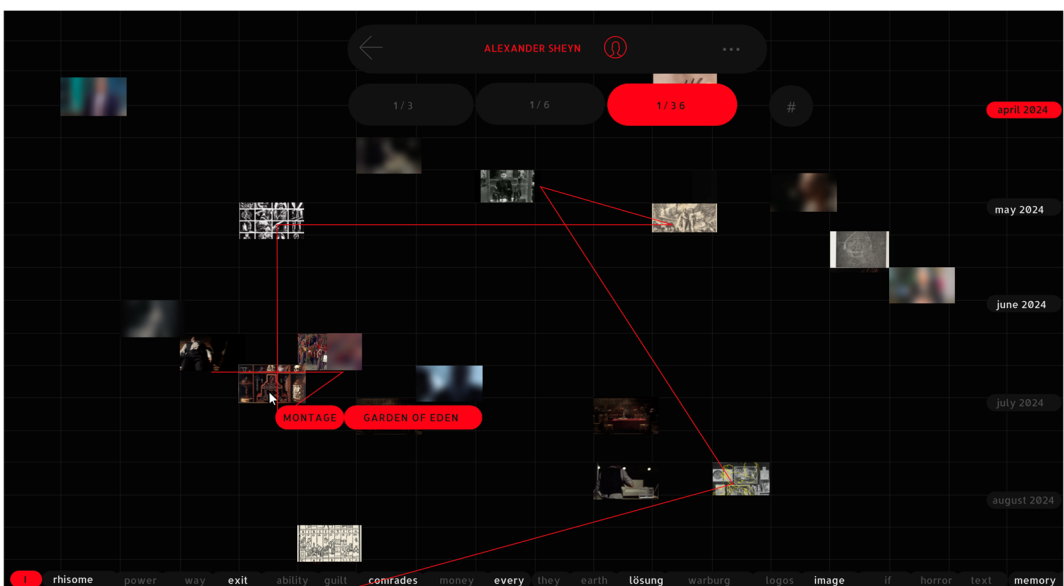 ALEXANDER SHEYN
1/3 1/6 1/36 #
april 2024
may 2024
june 2024
july 2024
MONTAGE GARDEN OF EDEN
august 2024
I rhisome power way exit ability guilt comrades money every they earth lösung warburg logos image if horror text memory